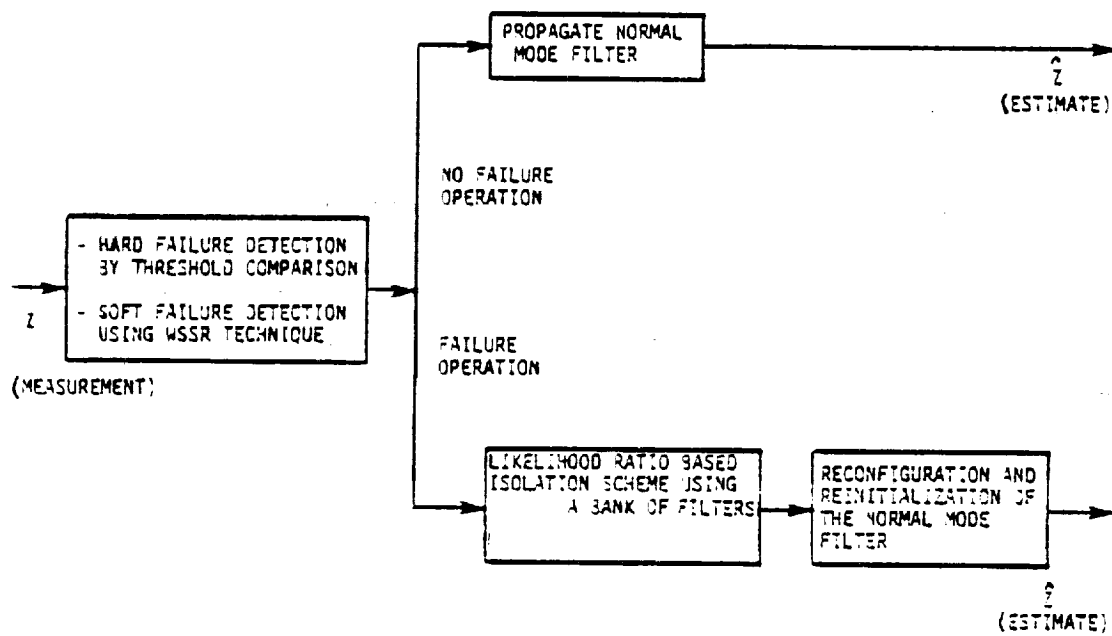 PROPAGATE NORMAL
MODE FILTER
Ẑ
(ESTIMATE)
NO FAILURE
OPERATION
- HARD FAILURE DETECTION
BY THRESHOLD COMPARISON
- SOFT FAILURE DETECTION
USING WSSR TECHNIQUE
Z
(MEASUREMENT)
FAILURE
OPERATION
LIKELIHOOD RATIO BASED
ISOLATION SCHEME USING
A BANK OF FILTERS
RECONFIGURATION AND
REINITIALIZATION OF
THE NORMAL MODE
FILTER
Ẑ
(ESTIMATE)